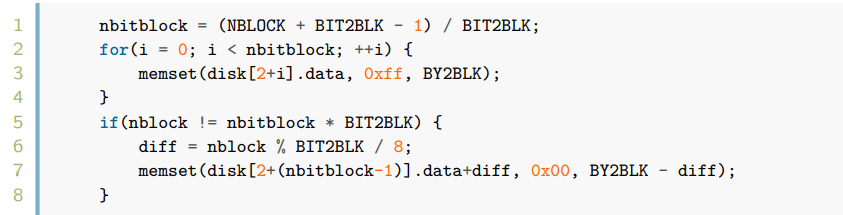 1 nbitblock = (NBLOCK + BIT2BLK - 1) / BIT2BLK;
2 for(i = 0; i < nbitblock; ++i) {
3     memset(disk[2+i].data, 0xff, BY2BLK);
4 }
5 if(nblock != nbitblock * BIT2BLK) {
6     diff = nblock % BIT2BLK / 8;
7     memset(disk[2+(nbitblock-1)].data+diff, 0x00, BY2BLK - diff);
8 }